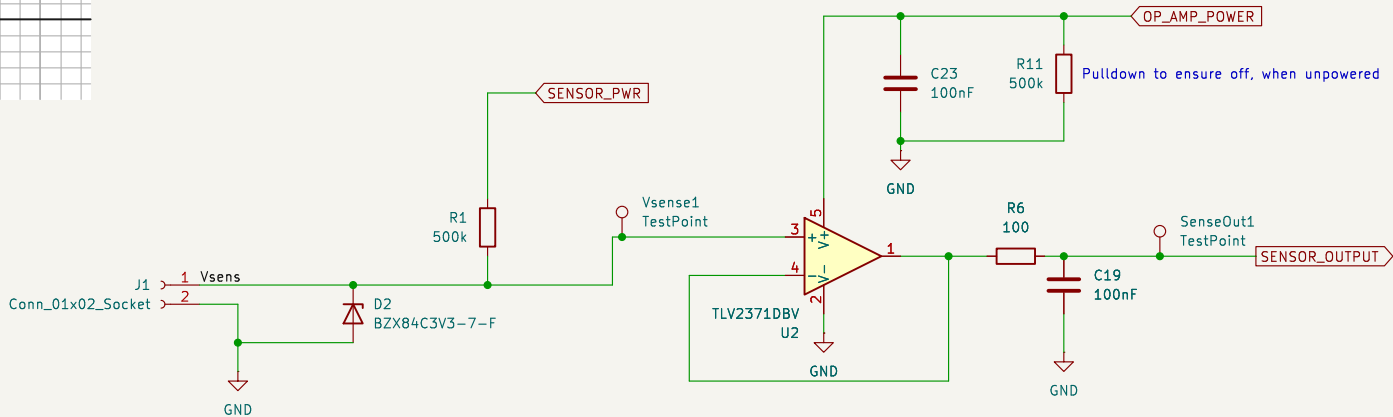 OP_AMP_POWER
C23
100nF
R11
500k
Pulldown to ensure off, when unpowered
SENSOR_PWR
GND
R1
500k
Vsense1
TestPoint
5
3
+
V+
1
4
-
V-
2
TLV2371DBV
U2
GND
R6
100
SenseOut1
TestPoint
SENSOR_OUTPUT
C19
100nF
GND
J1
Conn_01x02_Socket
1
Vsens
2
D2
BZX84C3V3-7-F
GND